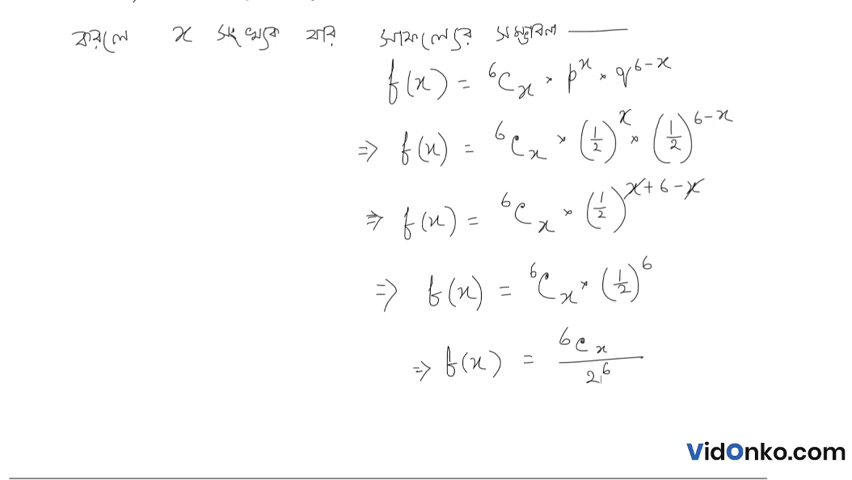 করলে x সংখ্যক বার সাফল্যের সম্ভাবনা
f(x) = ⁶Cₓ × pˣ × q⁶⁻ˣ
⇒ f(x) = ⁶Cₓ × (1/2)ˣ × (1/2)⁶⁻ˣ
⇒ f(x) = ⁶Cₓ × (1/2)ˣ⁺⁶⁻ˣ
⇒ f(x) = ⁶Cₓ × (1/2)⁶
⇒ f(x) = ⁶Cₓ / 2⁶
VidOnko.com